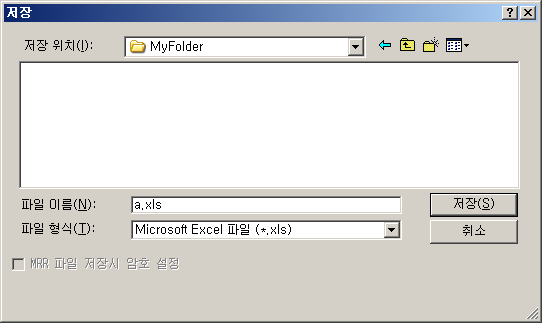 저장
저장 위치(I):
MyFolder
파일 이름(N):
a.xls
저장(S)
파일 형식(T):
Microsoft Excel 파일 (*.xls)
취소
MRR 파일 저장시 암호 설정